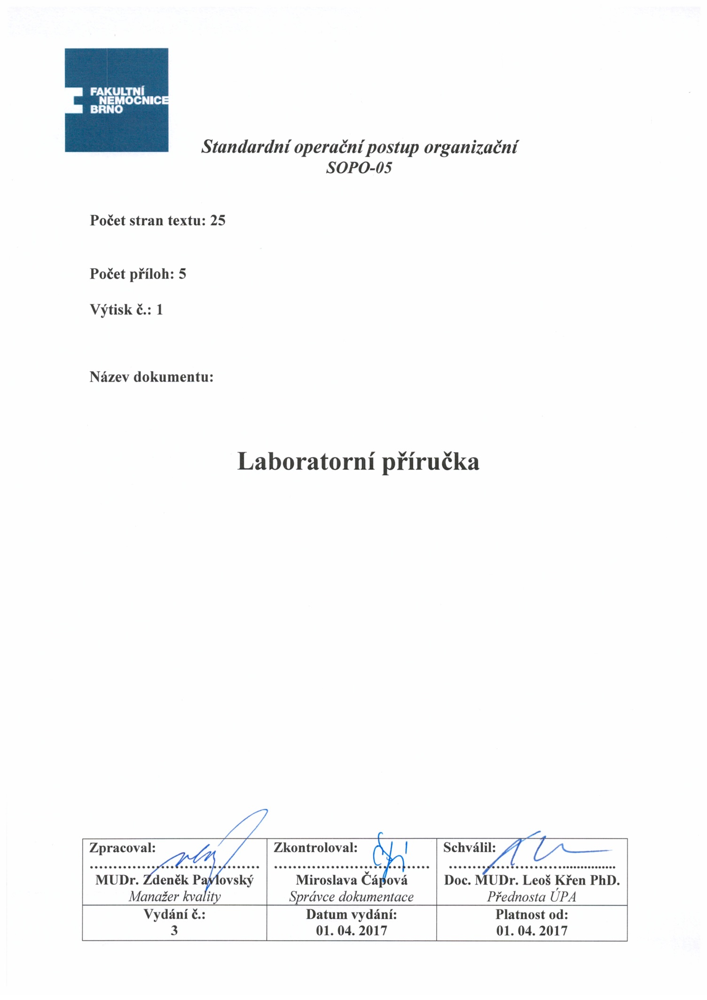 FAKULTNÍ
NEMOCNICE
BRNO
Standardní operační postup organizační
SOPO-05
Počet stran textu: 25
Počet příloh: 5
Výtisk č.: 1
Název dokumentu:
Laboratorní příručka
Zpracoval:
MUDr. Zdeněk Pavlovský
Manažer kvality
Zkontroloval:
Miroslava Čápová
Správce dokumentace
Schválil:
Doc. MUDr. Leoš Křen PhD.
Přednosta ÚPA
Vydání č.:
3
Datum vydání:
01. 04. 2017
Platnost od:
01. 04. 2017